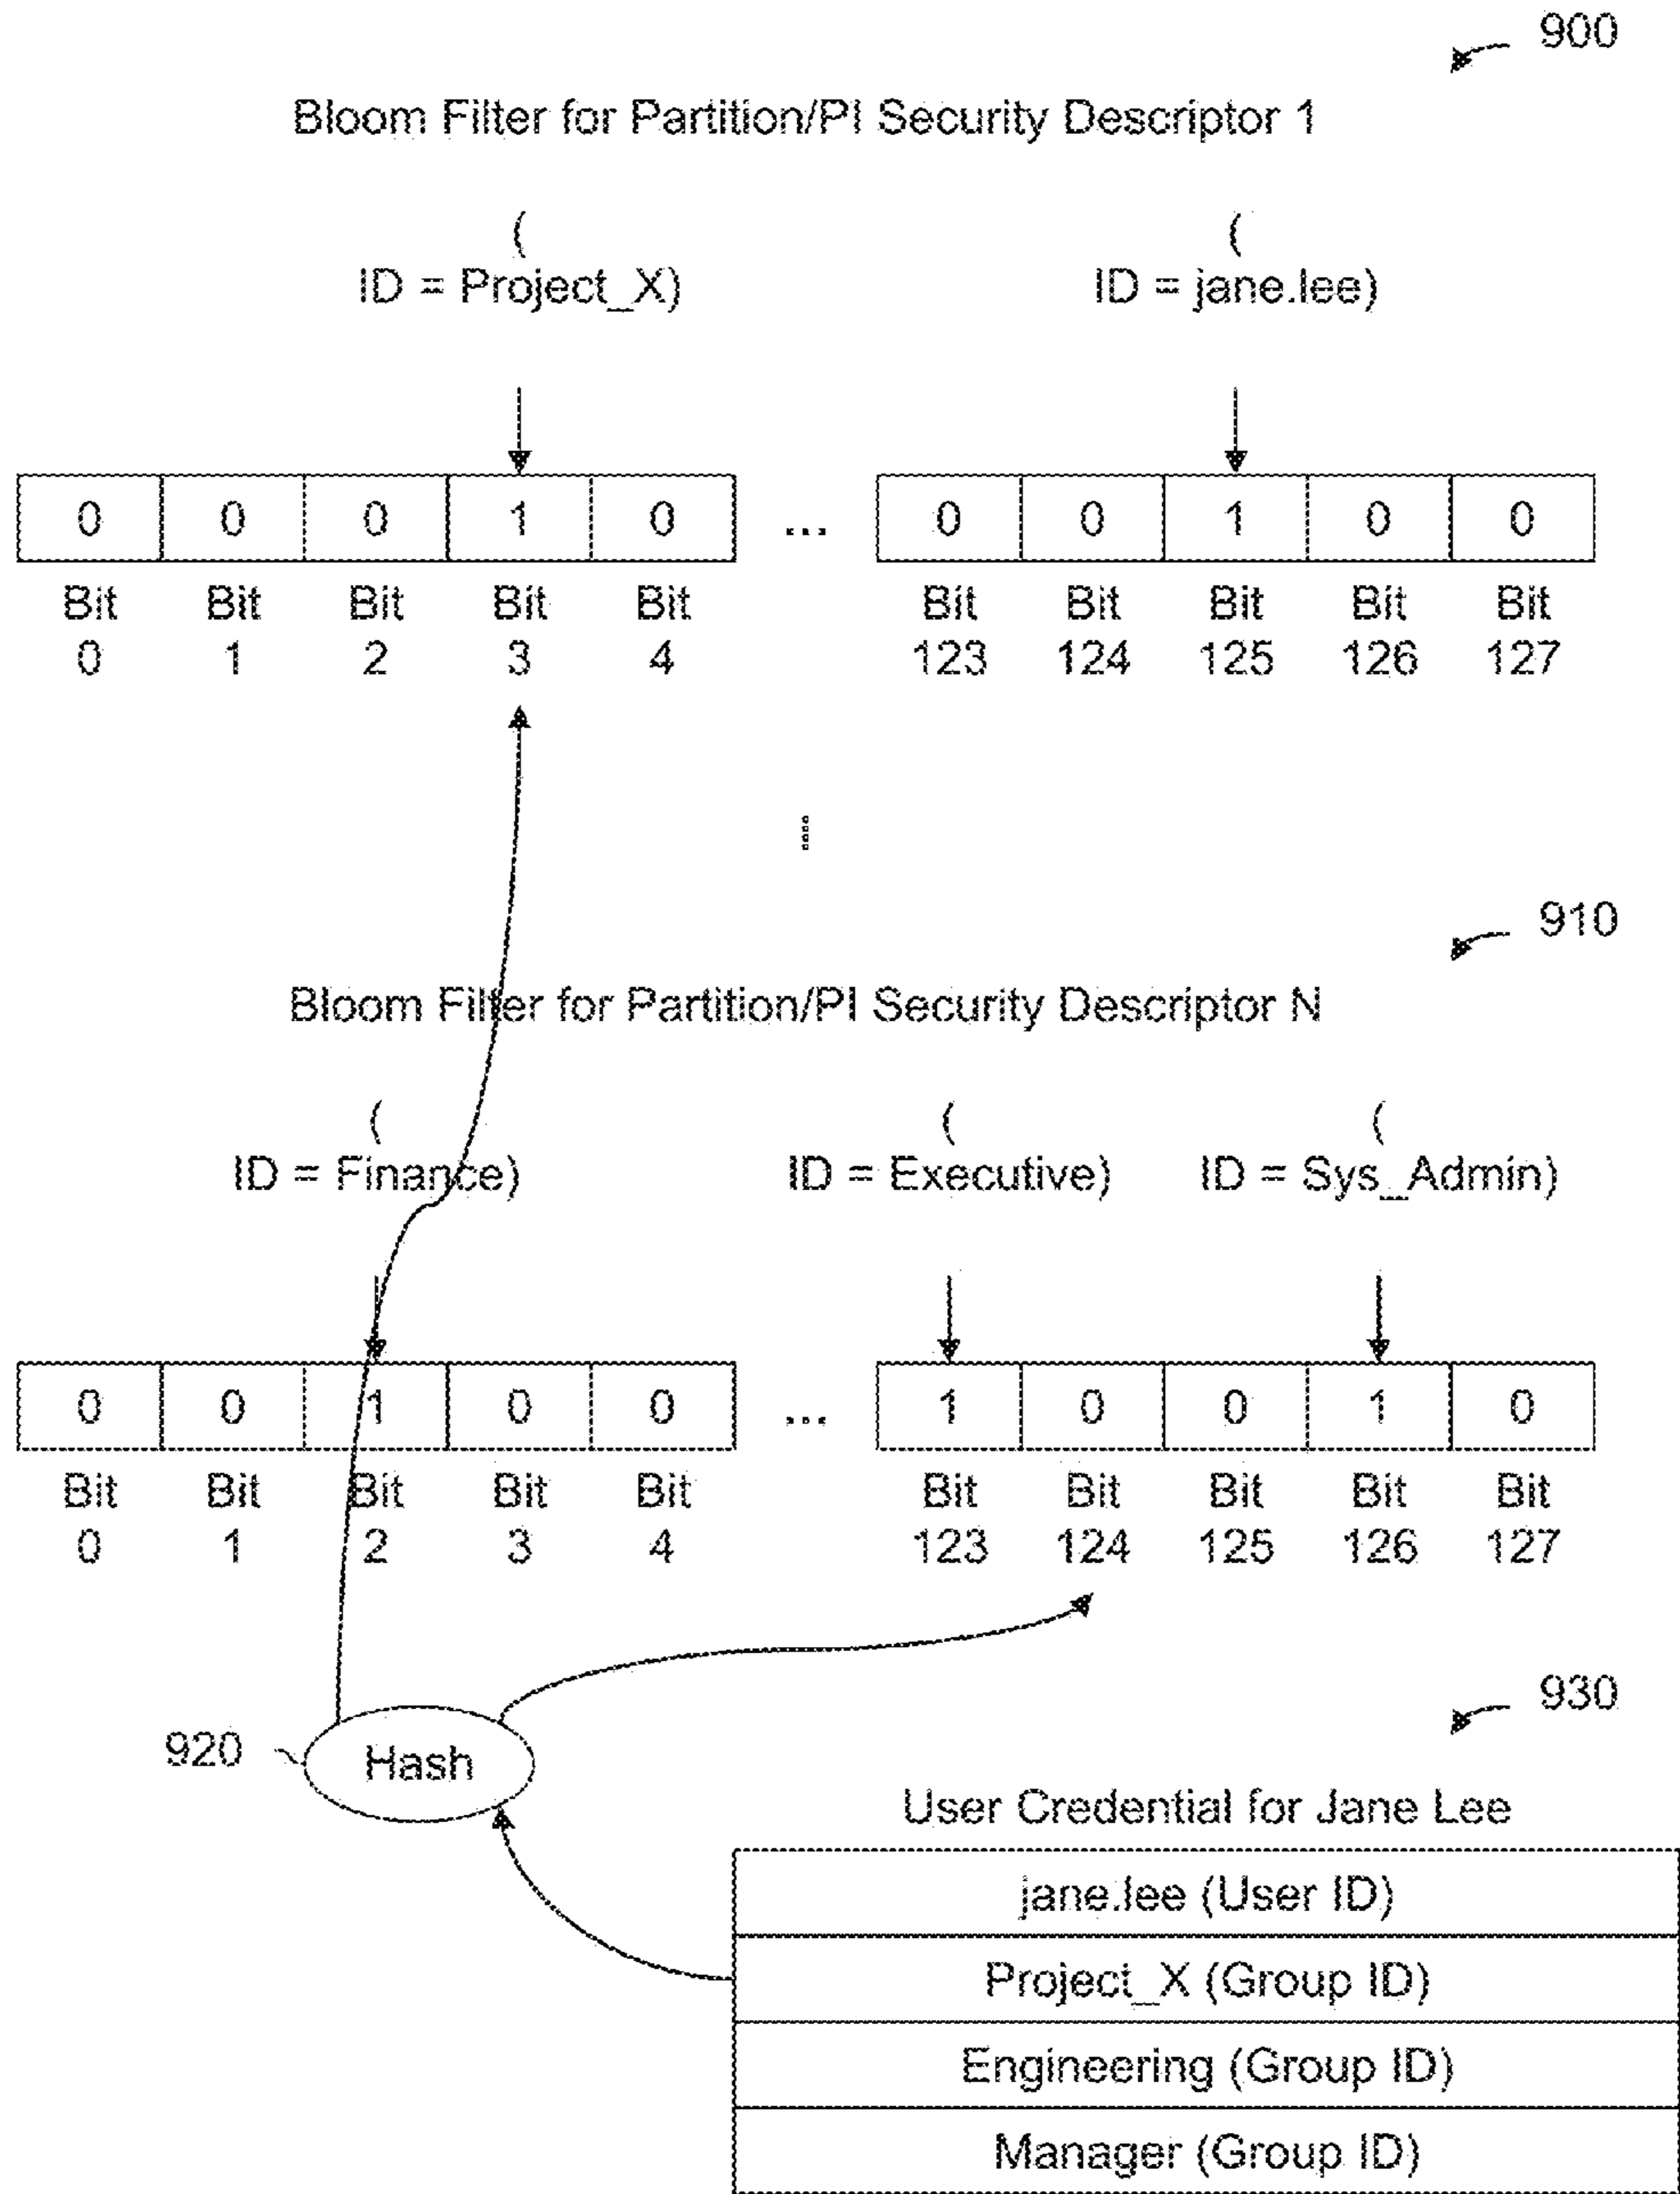 900
Bloom Filter for Partition/PI Security Descriptor 1
( (
ID = Project_X) ID = jane.lee)
0 0 0 1 0 ... 0 0 1 0 0
Bit Bit Bit Bit Bit Bit Bit Bit Bit Bit
0 1 2 3 4 123 124 125 126 127
910
Bloom Filter for Partition/PI Security Descriptor N
( ( (
ID = Finance) ID = Executive) ID = Sys_Admin)
0 0 1 0 0 ... 1 0 0 1 0
Bit Bit Bit Bit Bit Bit Bit Bit Bit Bit
0 1 2 3 4 123 124 125 126 127
930
920 Hash
User Credential for Jane Lee
jane.lee (User ID)
Project_X (Group ID)
Engineering (Group ID)
Manager (Group ID)